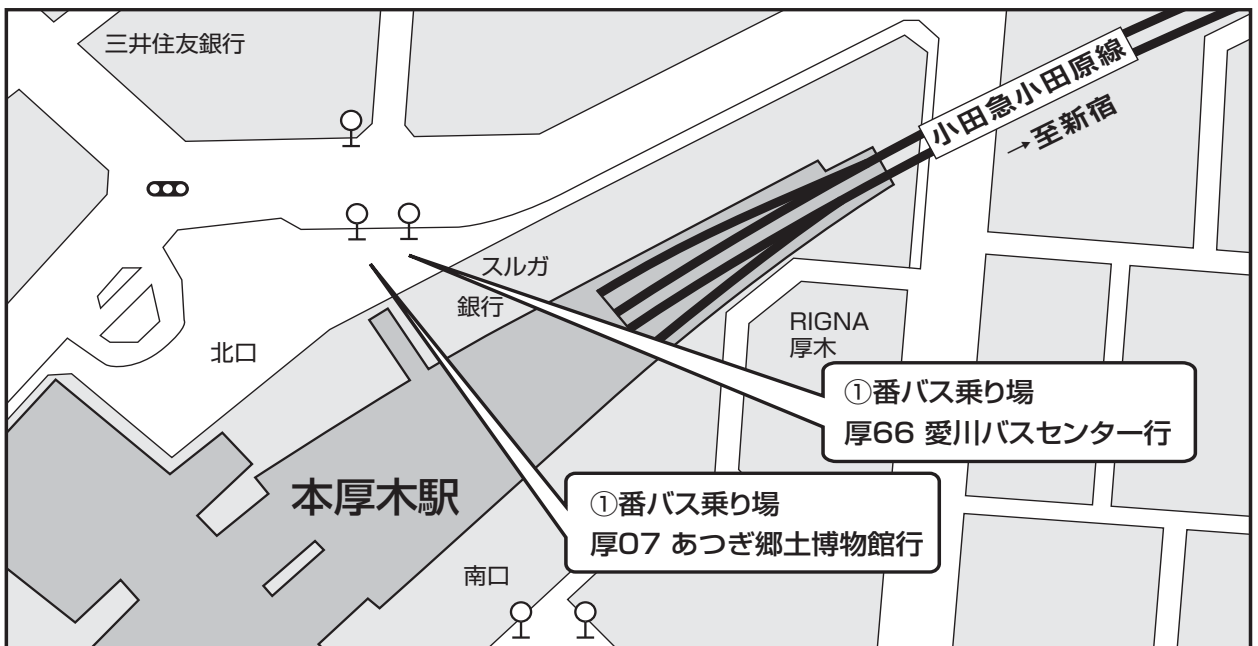 三井住友銀行
小田急小田原線
→至新宿
スルガ
銀行
RIGNA
厚木
北口
①番バス乗り場
厚66 愛川バスセンター行
本厚木駅
①番バス乗り場
厚07 あつぎ郷土博物館行
南口